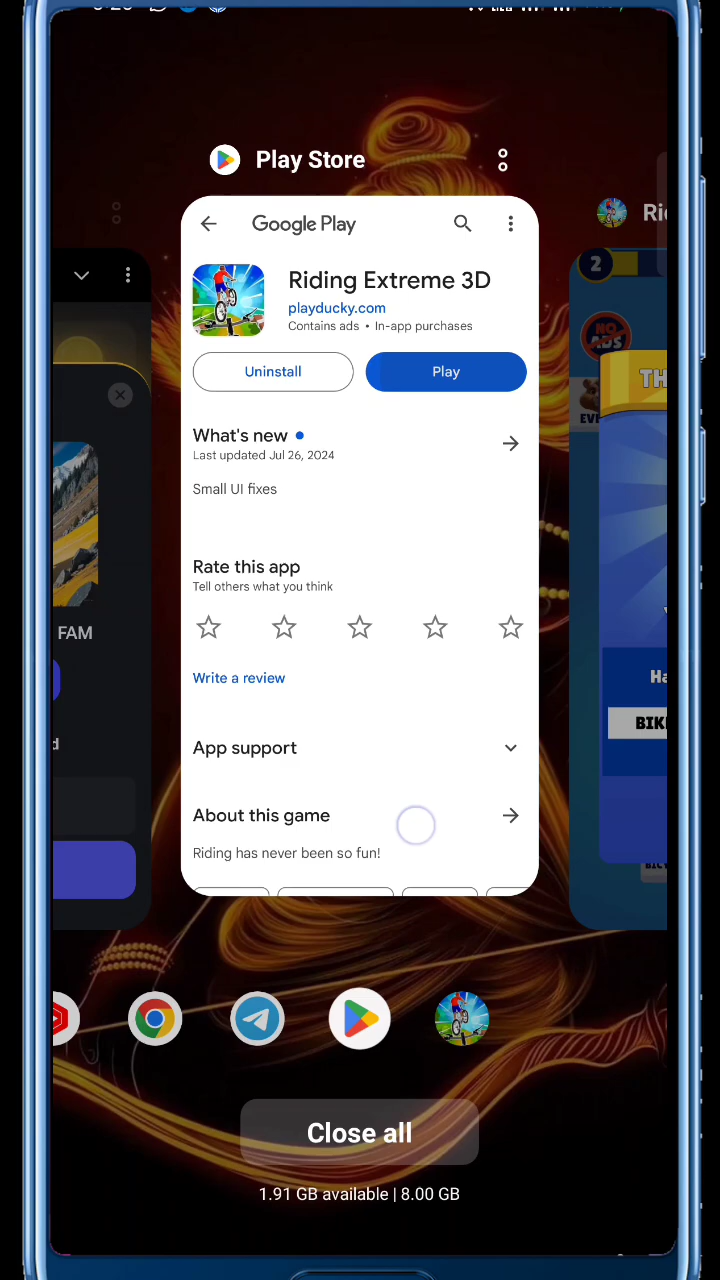 Play Store
Google Play
Riding Extreme 3D
playducky.com
Contains ads • In-app purchases
Uninstall
Play
What's new
Last updated Jul 26, 2024
Small UI fixes
Rate this app
Tell others what you think
Write a review
App support
About this game
Riding has never been so fun!
FAM
2
NO
ADS
Close all
1.91 GB available | 8.00 GB